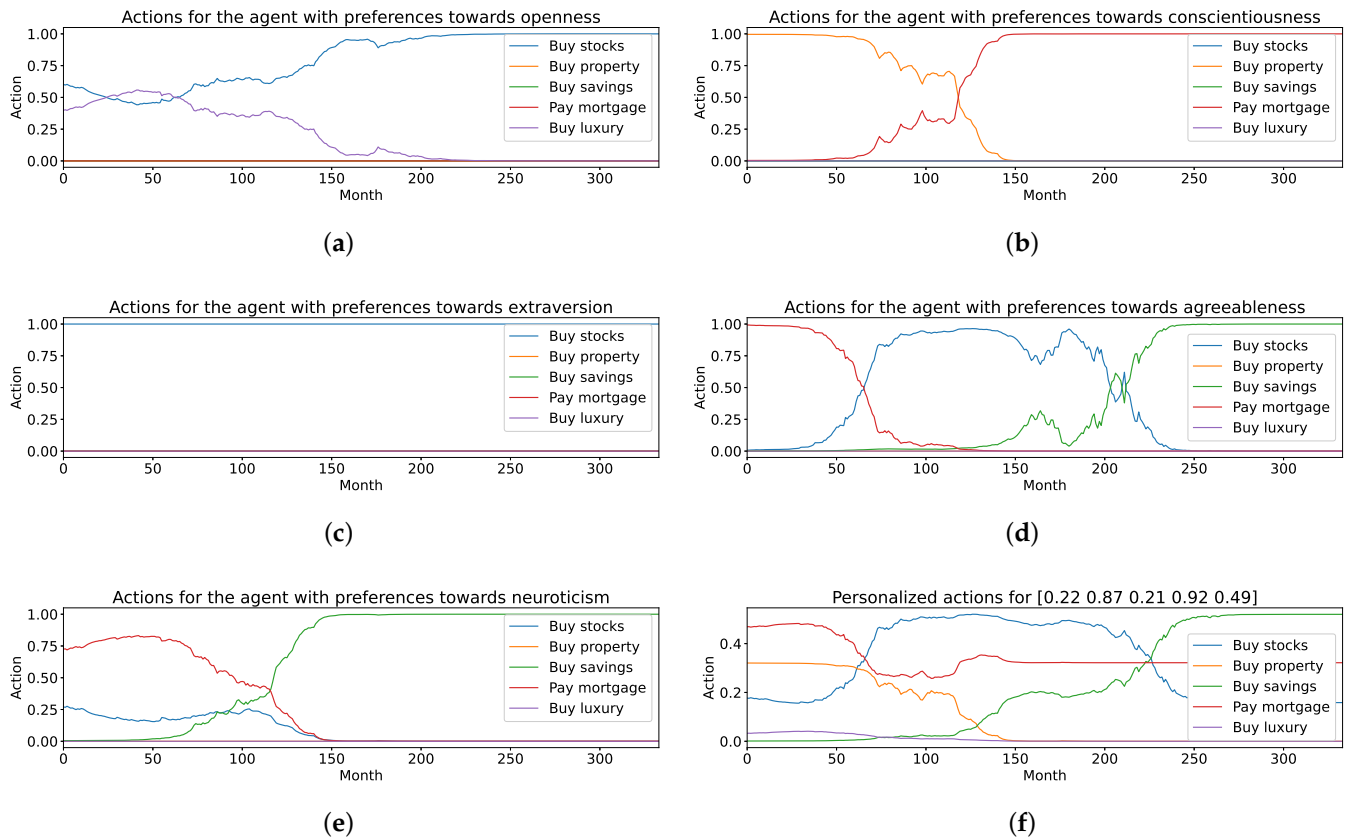 Actions for the agent with preferences towards openness
Action
1.00
0.75
0.50
0.25
0.00
Buy stocks
Buy property
Buy savings
Pay mortgage
Buy luxury
0 50 100 150 200 250 300
Month
(a)
Actions for the agent with preferences towards conscientiousness
Action
1.00
0.75
0.50
0.25
0.00
Buy stocks
Buy property
Buy savings
Pay mortgage
Buy luxury
0 50 100 150 200 250 300
Month
(b)
Actions for the agent with preferences towards extraversion
Action
1.00
0.75
0.50
0.25
0.00
Buy stocks
Buy property
Buy savings
Pay mortgage
Buy luxury
0 50 100 150 200 250 300
Month
(c)
Actions for the agent with preferences towards agreeableness
Action
1.00
0.75
0.50
0.25
0.00
Buy stocks
Buy property
Buy savings
Pay mortgage
Buy luxury
0 50 100 150 200 250 300
Month
(d)
Actions for the agent with preferences towards neuroticism
Action
1.00
0.75
0.50
0.25
0.00
Buy stocks
Buy property
Buy savings
Pay mortgage
Buy luxury
0 50 100 150 200 250 300
Month
(e)
Personalized actions for [0.22 0.87 0.21 0.92 0.49]
Action
0.4
0.2
0.0
Buy stocks
Buy property
Buy savings
Pay mortgage
Buy luxury
0 50 100 150 200 250 300
Month
(f)